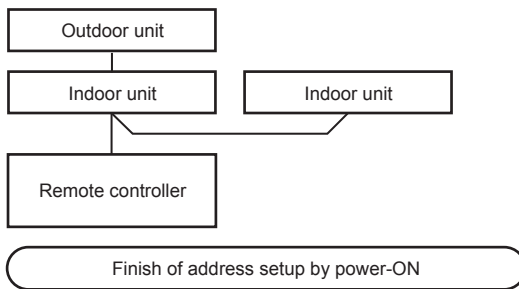 Outdoor unit
Indoor unit
Indoor unit
Remote controller
Finish of address setup by power-ON